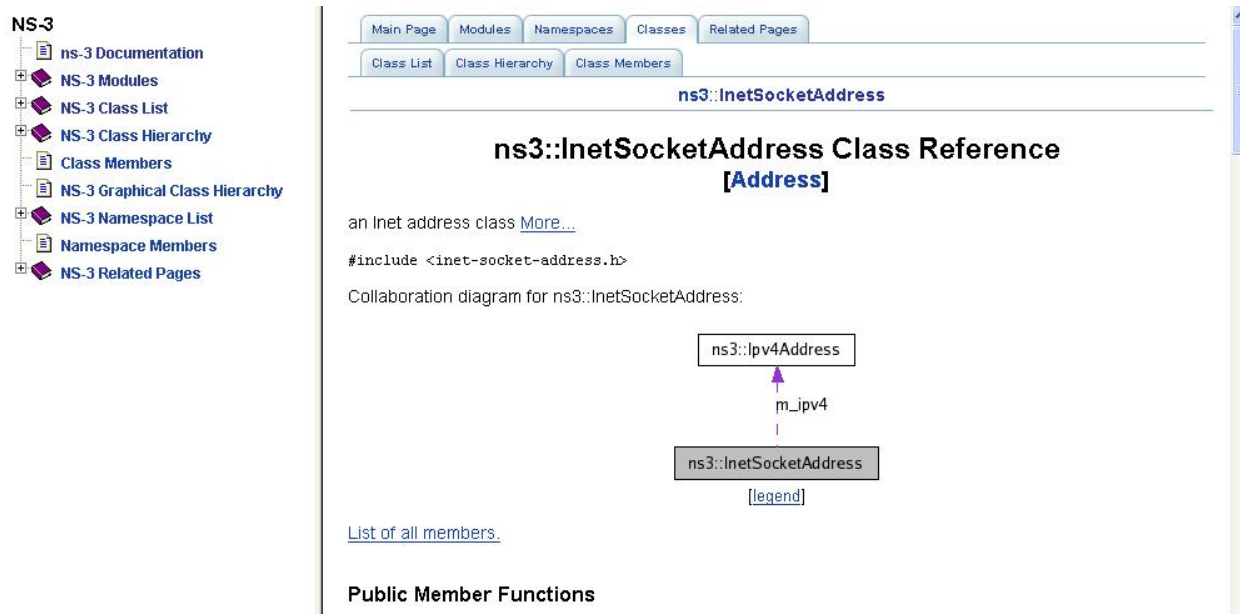 NS-3
ns-3 Documentation
NS-3 Modules
NS-3 Class List
NS-3 Class Hierarchy
Class Members
NS-3 Graphical Class Hierarchy
NS-3 Namespace List
Namespace Members
NS-3 Related Pages
Main Page Modules Namespaces Classes Related Pages
Class List Class Hierarchy Class Members
ns3::InetSocketAddress
ns3::InetSocketAddress Class Reference
[Address]
an Inet address class More...
#include <inet-socket-address.h>
Collaboration diagram for ns3::InetSocketAddress:
ns3::Ipv4Address
m_ipv4
ns3::InetSocketAddress
[legend]
List of all members.
Public Member Functions